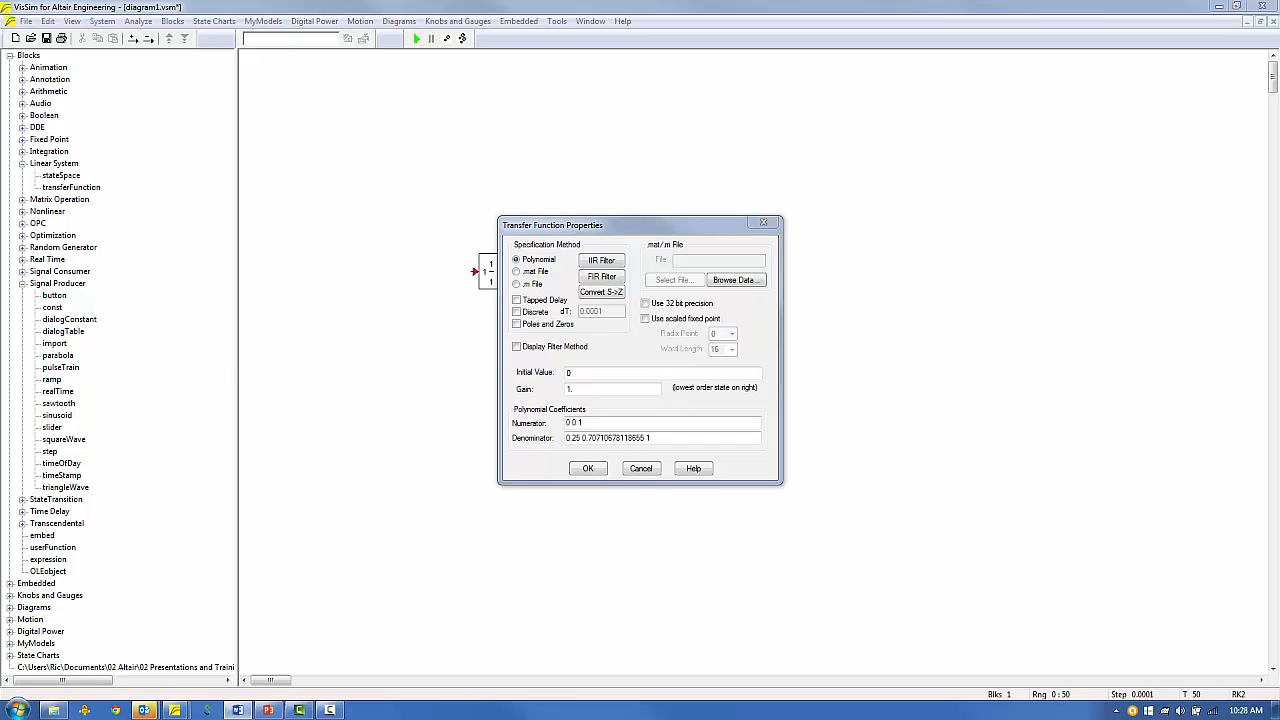 VisSim for Altair Engineering - [diagram1.vsm*]
File Edit View System Analyze Blocks State Charts MyModels Digital Power Motion Diagrams Knobs and Gauges Embedded Tools Window Help
Blocks
Animation
Annotation
Arithmetic
Audio
Boolean
DDE
Fixed Point
Integration
Linear System
stateSpace
transferFunction
Matrix Operation
Nonlinear
OPC
Optimization
Random Generator
Real Time
Signal Consumer
Signal Producer
button
const
dialogConstant
dialogTable
import
parabola
pulseTrain
ramp
realTime
sawtooth
sinusoid
slider
squareWave
step
timeOfDay
timeStamp
triangleWave
StateTransition
Time Delay
Transcendental
embed
userFunction
expression
OLEobject
Embedded
Knobs and Gauges
Diagrams
Motion
Digital Power
MyModels
State Charts
C:\Users\Ric\Documents\02 Altair\02 Presentations and Traini
1
1
1
Transfer Function Properties
Specification Method
Polynomial
.mat File
.m File
IIR Filter
FIR Filter
Convert S->Z
Tapped Delay
Discrete dT: 0.0001
Poles and Zeros
Display Filter Method
.mat/.m File
File:
Select File... Browse Data...
Use 32 bit precision
Use scaled fixed point
Radix Point: 0
Word Length: 16
Initial Value: 0
Gain: 1. (lowest order state on right)
Polynomial Coefficients
Numerator: 0 0 1
Denominator: 0.25 0.70710678118655 1
OK Cancel Help
Blks 1 Rng 0 : 50 Step 0.0001 T 50 RK2
10:28 AM